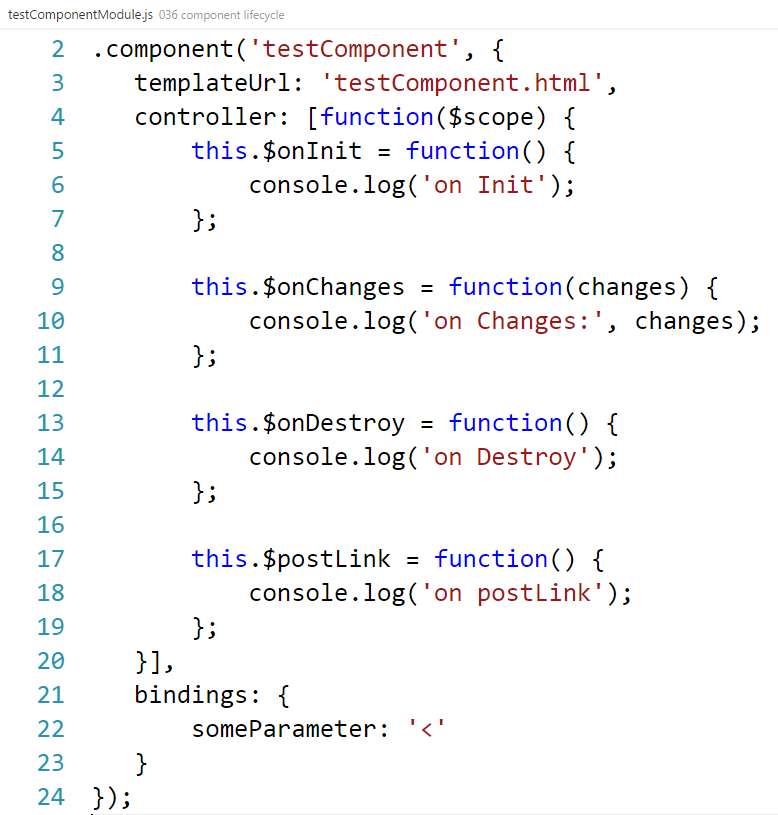 testComponentModule.js 036 component lifecycle
2 .component('testComponent', {
3    templateUrl: 'testComponent.html',
4    controller: [function($scope) {
5        this.$onInit = function() {
6            console.log('on Init');
7        };
8
9        this.$onChanges = function(changes) {
10            console.log('on Changes:', changes);
11        };
12
13        this.$onDestroy = function() {
14            console.log('on Destroy');
15        };
16
17        this.$postLink = function() {
18            console.log('on postLink');
19        };
20    }],
21    bindings: {
22        someParameter: '<'
23    }
24 });